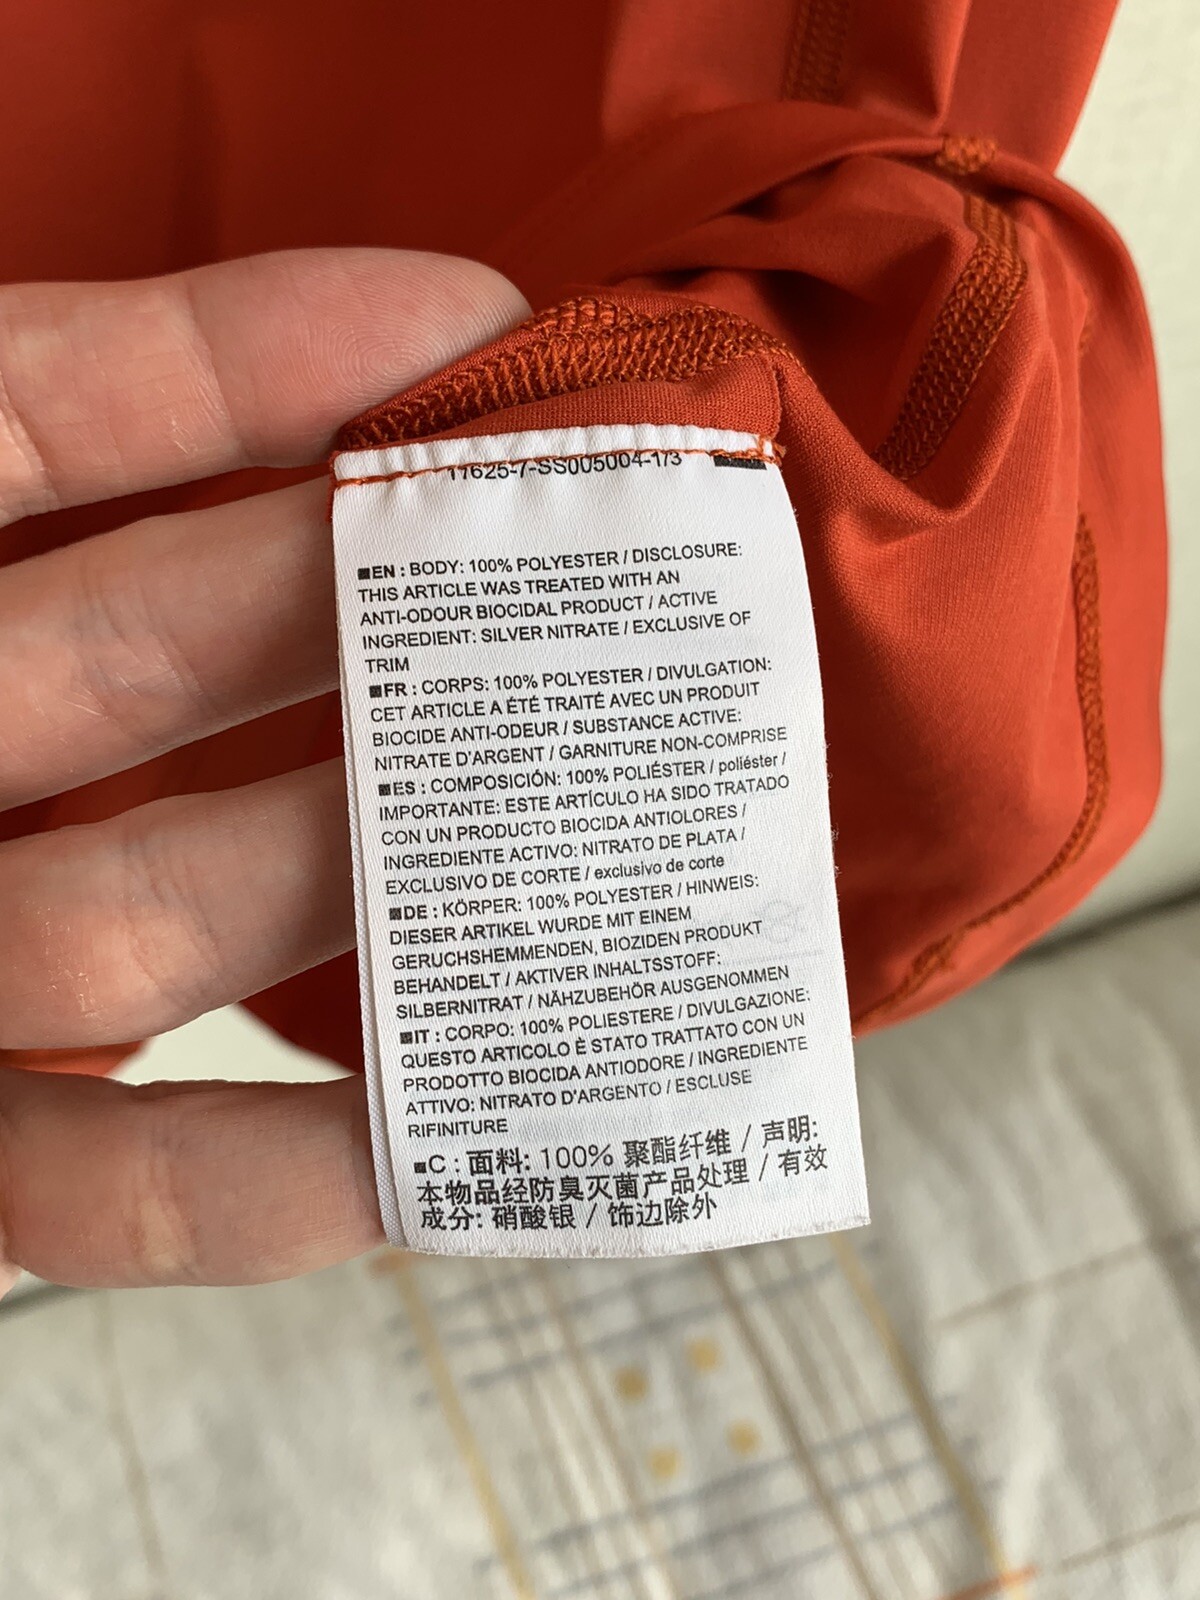 17625-7-SS005004-1/3
■EN : BODY: 100% POLYESTER / DISCLOSURE:
THIS ARTICLE WAS TREATED WITH AN
ANTI-ODOUR BIOCIDAL PRODUCT / ACTIVE
INGREDIENT: SILVER NITRATE / EXCLUSIVE OF
TRIM
■FR : CORPS: 100% POLYESTER / DIVULGATION:
CET ARTICLE A ÉTÉ TRAITÉ AVEC UN PRODUIT
BIOCIDE ANTI-ODEUR / SUBSTANCE ACTIVE:
NITRATE D'ARGENT / GARNITURE NON-COMPRISE
■ES : COMPOSICIÓN: 100% POLIÉSTER / poliéster /
IMPORTANTE: ESTE ARTÍCULO HA SIDO TRATADO
CON UN PRODUCTO BIOCIDA ANTIOLORES /
INGREDIENTE ACTIVO: NITRATO DE PLATA /
EXCLUSIVO DE CORTE / exclusivo de corte
■DE : KÖRPER: 100% POLYESTER / HINWEIS:
DIESER ARTIKEL WURDE MIT EINEM
GERUCHSHEMMENDEN, BIOZIDEN PRODUKT
BEHANDELT / AKTIVER INHALTSSTOFF:
SILBERNITRAT / NÄHZUBEHÖR AUSGENOMMEN
■IT : CORPO: 100% POLIESTERE / DIVULGAZIONE:
QUESTO ARTICOLO È STATO TRATTATO CON UN
PRODOTTO BIOCIDA ANTIODORE / INGREDIENTE
ATTIVO: NITRATO D'ARGENTO / ESCLUSE
RIFINITURE
■C : 面料: 100% 聚酯纤维 / 声明:
本物品经防臭灭菌产品处理 / 有效
成分: 硝酸银 / 饰边除外